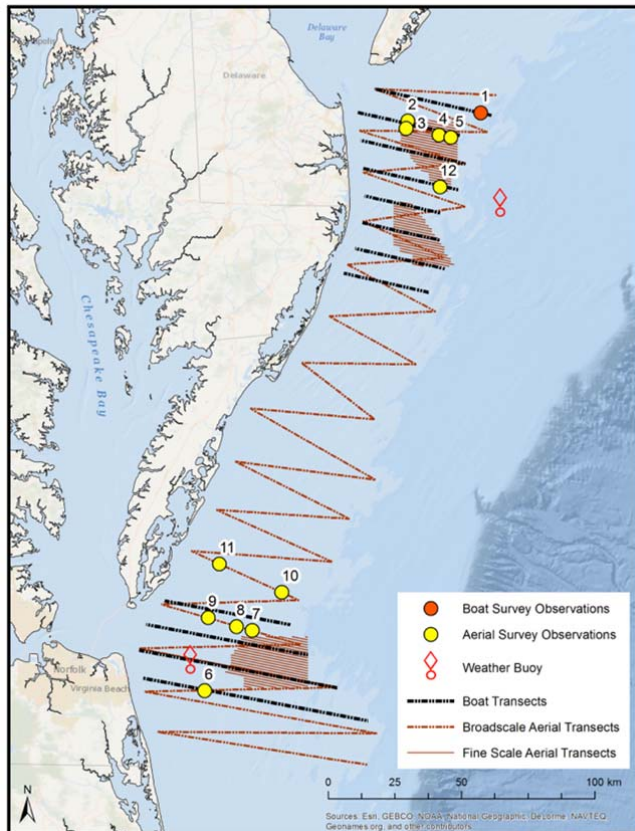 Delaware
Bay
Delaware
1
2
4
5
3
12
Chesapeake Bay
11
10
9
8
7
6
Norfolk
Virginia Beach
Boat Survey Observations
Aerial Survey Observations
Weather Buoy
Boat Transects
Broadscale Aerial Transects
Fine Scale Aerial Transects
0 25 50 100 km
N
Sources: Esri, GEBCO, NOAA, National Geographic, DeLorme, NAVTEQ,
Geonames.org, and other contributors